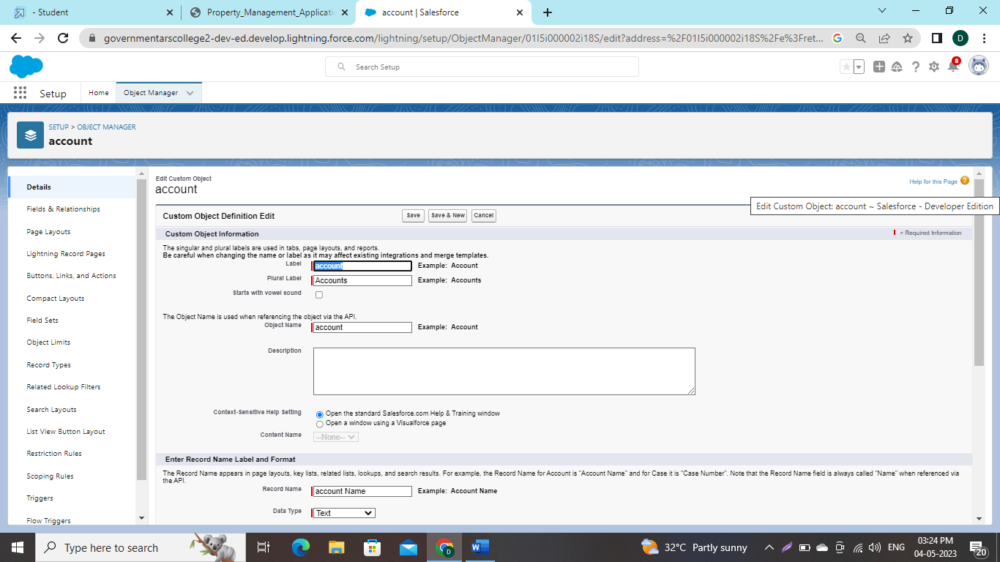 - Student
Property_Management_Applicati
account | Salesforce
governmentarscollege2-dev-ed.develop.lightning.force.com/lightning/setup/ObjectManager/01I5i000002i18S/edit?address=%2F01I5i000002i18S%2Fe%3Fret...
D
Search Setup
8
Setup
Home
Object Manager
SETUP > OBJECT MANAGER
account
Details
Fields & Relationships
Page Layouts
Lightning Record Pages
Buttons, Links, and Actions
Compact Layouts
Field Sets
Object Limits
Record Types
Related Lookup Filters
Search Layouts
List View Button Layout
Restriction Rules
Scoping Rules
Triggers
Flow Triggers
Edit Custom Object
account
Help for this Page
Edit Custom Object: account ~ Salesforce - Developer Edition
Custom Object Definition Edit
Save
Save & New
Cancel
Custom Object Information
= Required Information
The singular and plural labels are used in tabs, page layouts, and reports.
Be careful when changing the name or label as it may affect existing integrations and merge templates.
Label account Example: Account
Plural Label Accounts Example: Accounts
Starts with vowel sound
The Object Name is used when referencing the object via the API.
Object Name account Example: Account
Description
Context-Sensitive Help Setting Open the standard Salesforce.com Help & Training window
Open a window using a Visualforce page
Content Name --None--
Enter Record Name Label and Format
The Record Name appears in page layouts, key lists, related lists, lookups, and search results. For example, the Record Name for Account is "Account Name" and for Case it is "Case Number". Note that the Record Name field is always called "Name" when referenced via
the API.
Record Name account Name Example: Account Name
Data Type Text
Type here to search
32°C Partly sunny
ENG
03:24 PM
04-05-2023
20